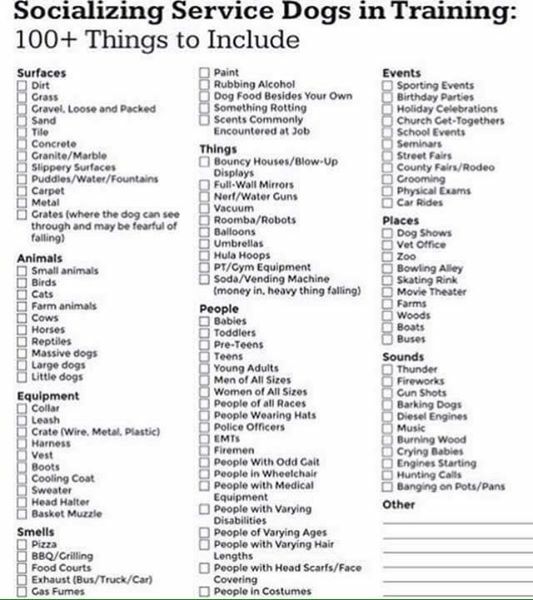 Socializing Service Dogs in Training:
100+ Things to Include
Surfaces
Dirt
Grass
Gravel, Loose and Packed
Sand
Tile
Concrete
Granite/Marble
Slippery Surfaces
Puddles/Water/Fountains
Carpet
Metal
Grates (where the dog can see
through and may be fearful of
falling)
Animals
Small animals
Birds
Cats
Farm animals
Cows
Horses
Reptiles
Massive dogs
Large dogs
Little dogs
Equipment
Collar
Leash
Crate (Wire, Metal, Plastic)
Harness
Vest
Boots
Cooling Coat
Sweater
Head Halter
Basket Muzzle
Smells
Pizza
BBQ/Grilling
Food Courts
Exhaust (Bus/Truck/Car)
Gas Fumes
Paint
Rubbing Alcohol
Dog Food Besides Your Own
Something Rotting
Scents Commonly
Encountered at Job
Things
Bouncy Houses/Blow-Up
Displays
Full-Wall Mirrors
Nerf/Water Guns
Vacuum
Roomba/Robots
Balloons
Umbrellas
Hula Hoops
PT/Gym Equipment
Soda/Vending Machine
(money in, heavy thing falling)
People
Babies
Toddlers
Pre-Teens
Teens
Young Adults
Men of All Sizes
Women of All Sizes
People of all Races
People Wearing Hats
Police Officers
EMTs
Firemen
People With Odd Gait
People in Wheelchair
People with Medical
Equipment
People with Varying
Disabilities
People of Varying Ages
People with Varying Hair
Lengths
People with Head Scarfs/Face
Covering
People in Costumes
Events
Sporting Events
Birthday Parties
Holiday Celebrations
Church Get-Togethers
School Events
Seminars
Street Fairs
County Fairs/Rodeo
Grooming
Physical Exams
Car Rides
Places
Dog Shows
Vet Office
Zoo
Bowling Alley
Skating Rink
Movie Theater
Farms
Woods
Boats
Buses
Sounds
Thunder
Fireworks
Gun Shots
Barking Dogs
Diesel Engines
Music
Burning Wood
Crying Babies
Engines Starting
Hunting Calls
Banging on Pots/Pans
Other